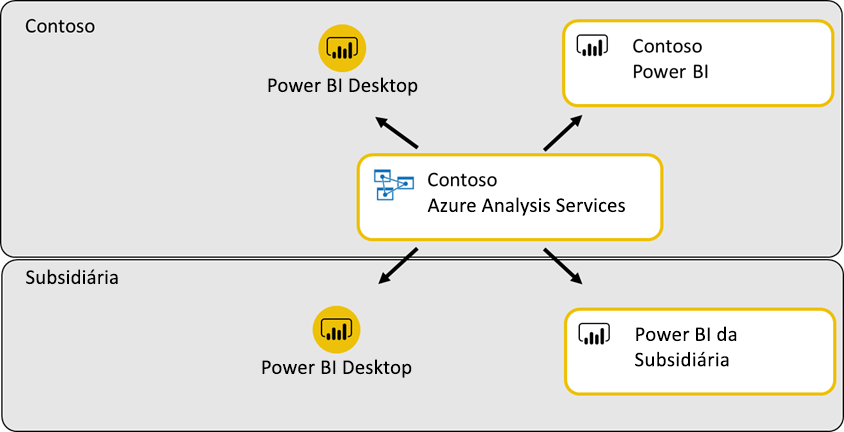 Contoso
Power BI Desktop
Contoso
Power BI
Contoso
Azure Analysis Services
Subsidiária
Power BI Desktop
Power BI da
Subsidiária